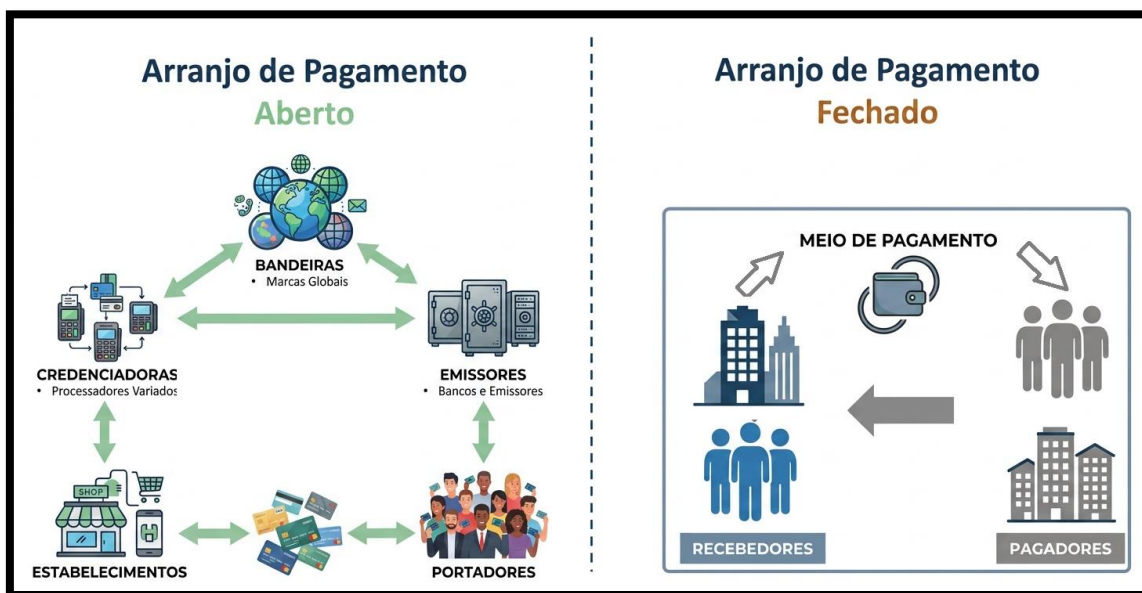 Arranjo de Pagamento
Aberto
BANDEIRAS
• Marcas Globais
CREDENCIADORAS
• Processadores Variados
EMISSORES
• Bancos e Emissores
SHOP
ESTABELECIMENTOS
PORTADORES
Arranjo de Pagamento
Fechado
MEIO DE PAGAMENTO
RECEBEDORES
PAGADORES